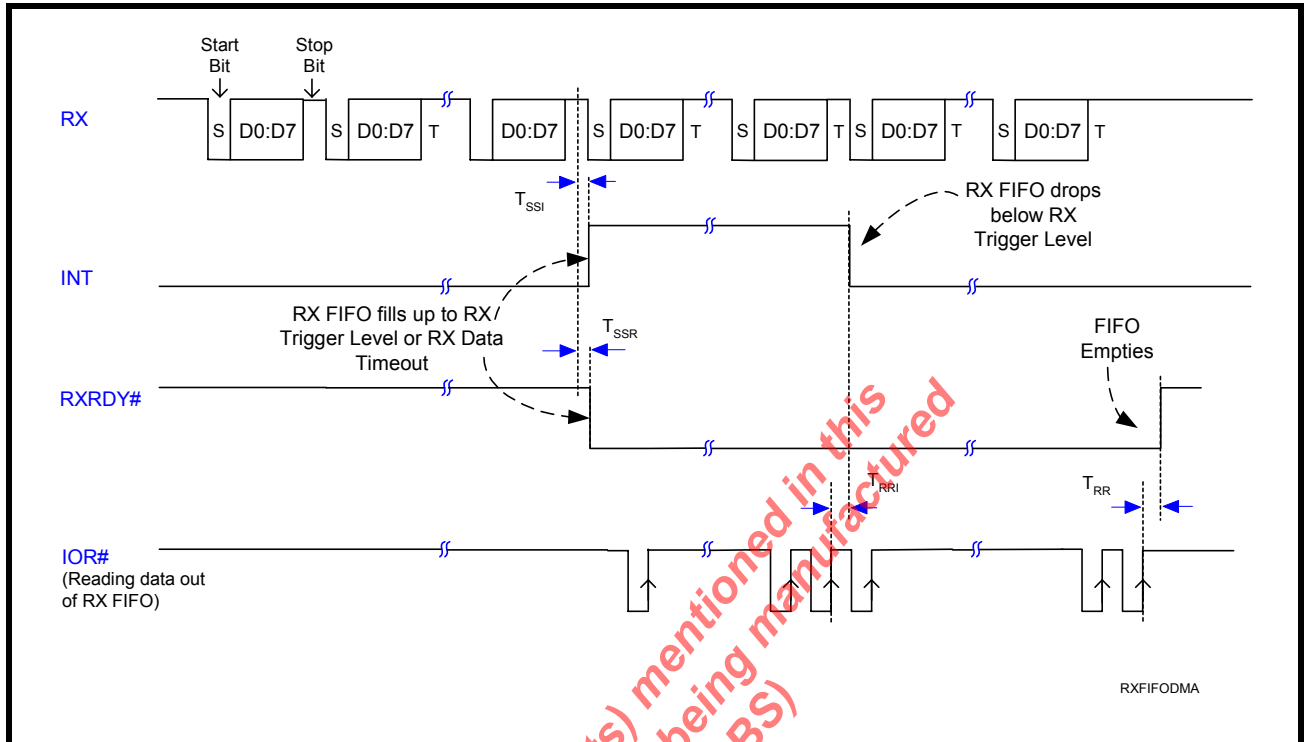 Start
Bit
Stop
Bit
RX
S D0:D7 S D0:D7 T D0:D7 S D0:D7 T S D0:D7 T S D0:D7 T S D0:D7 T
TSSI
RX FIFO drops
below RX
Trigger Level
INT
RX FIFO fills up to RX
Trigger Level or RX Data
Timeout
TSSR
FIFO
Empties
RXRDY#
TRRI
TRR
IOR#
(Reading data out
of RX FIFO)
RXFIFODMA
mentioned in this
being manufactured